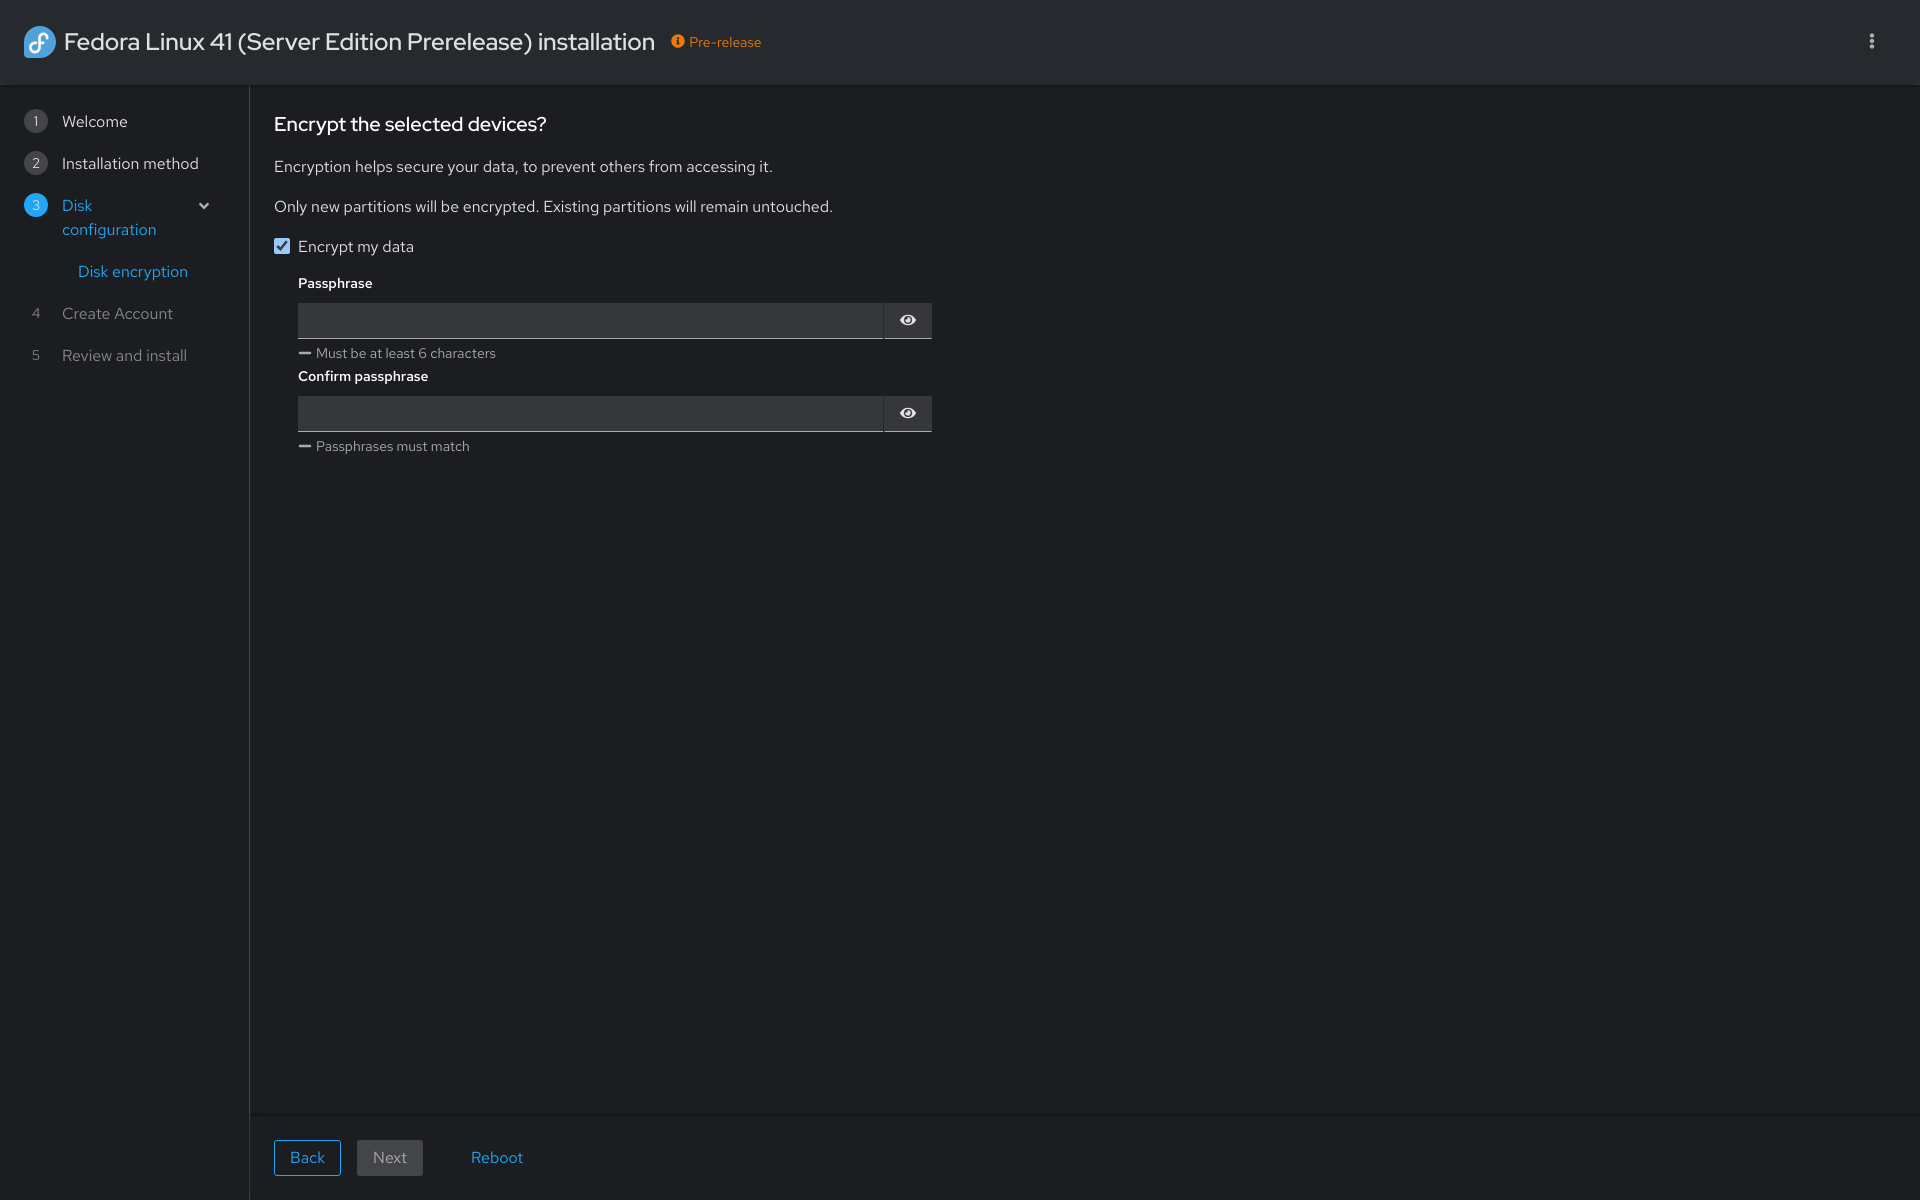 Fedora Linux 41 (Server Edition Prerelease) installation
Pre-release
1 Welcome
2 Installation method
3 Disk
configuration
Disk encryption
4 Create Account
5 Review and install
Encrypt the selected devices?
Encryption helps secure your data, to prevent others from accessing it.
Only new partitions will be encrypted. Existing partitions will remain untouched.
Encrypt my data
Passphrase
Must be at least 6 characters
Confirm passphrase
Passphrases must match
Back
Next
Reboot